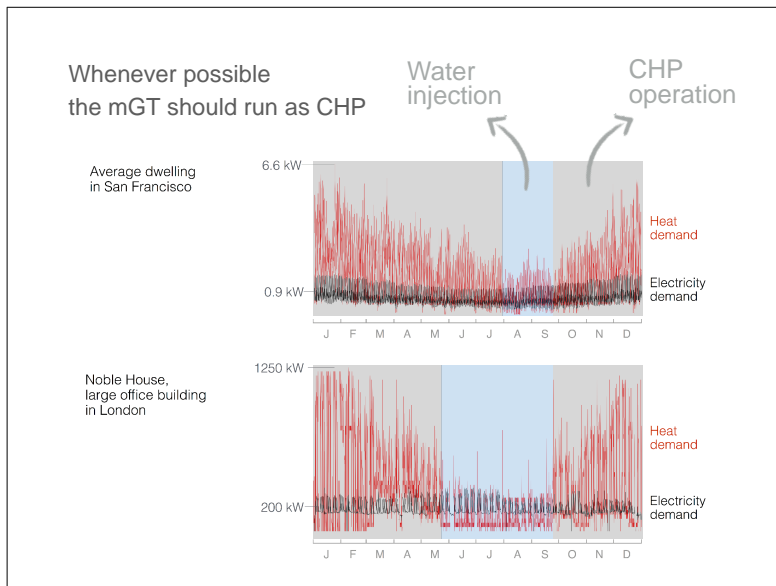 Whenever possible
the mGT should run as CHP
Water
injection
CHP
operation
Average dwelling
in San Francisco
6.6 kW
0.9 kW
Heat
demand
Electricity
demand
J F M A M J J A S O N D
Noble House,
large office building
in London
1250 kW
200 kW
Heat
demand
Electricity
demand
J F M A M J J A S O N D